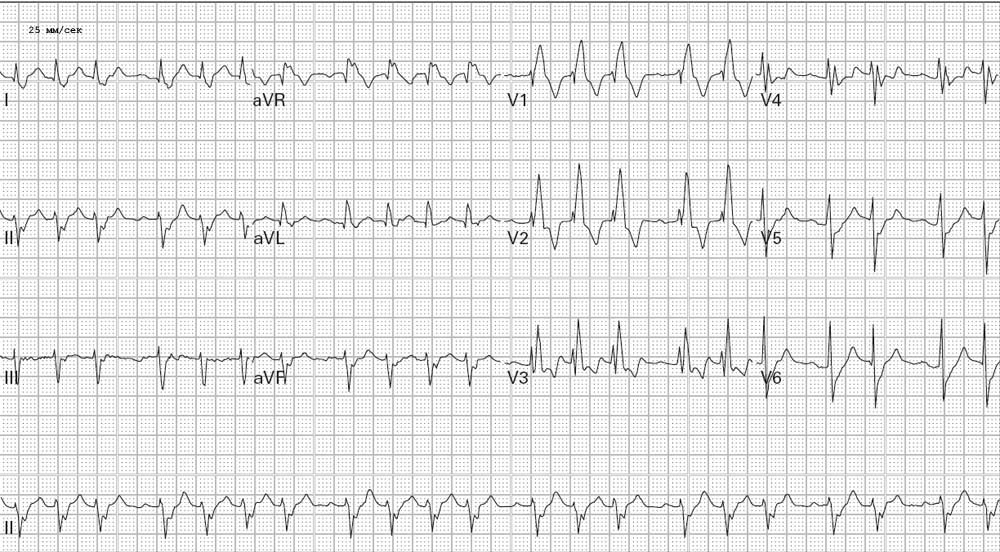 25 мм/сек
I aVR V1 V4
II aVL V2 V5
III aVF V3 V6
II